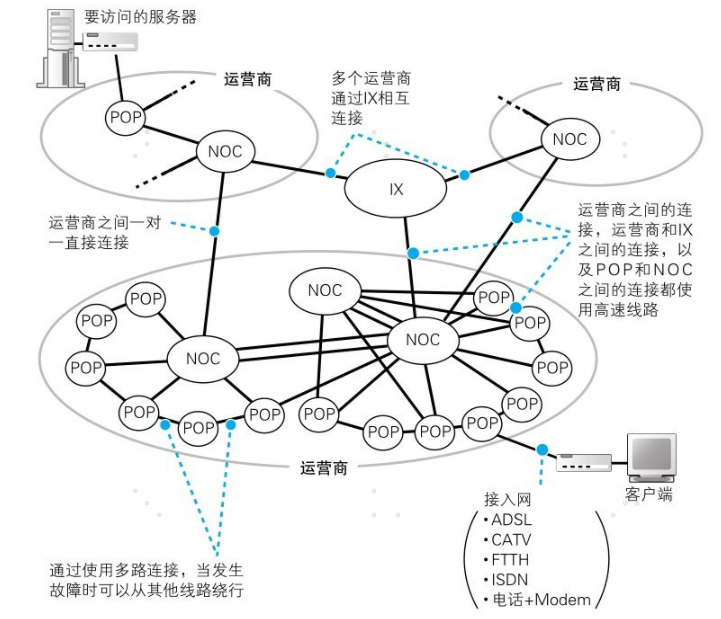 要访问的服务器
运营商
多个运营商
通过IX相互
连接
运营商
POP
NOC
NOC
IX
运营商之间一对
一直接连接
运营商之间的连
接，运营商和IX
之间的连接，以
及POP和NOC
之间的连接都使
用高速线路
NOC
POP
POP
POP
POP
NOC
NOC
POP
POP
POP
POP
POP
POP
POP
POP
POP
POP
POP
运营商
客户端
接入网
・ADSL
・CATV
・FTTH
・ISDN
・电话+Modem
通过使用多路连接，当发生
故障时可以从其他线路绕行